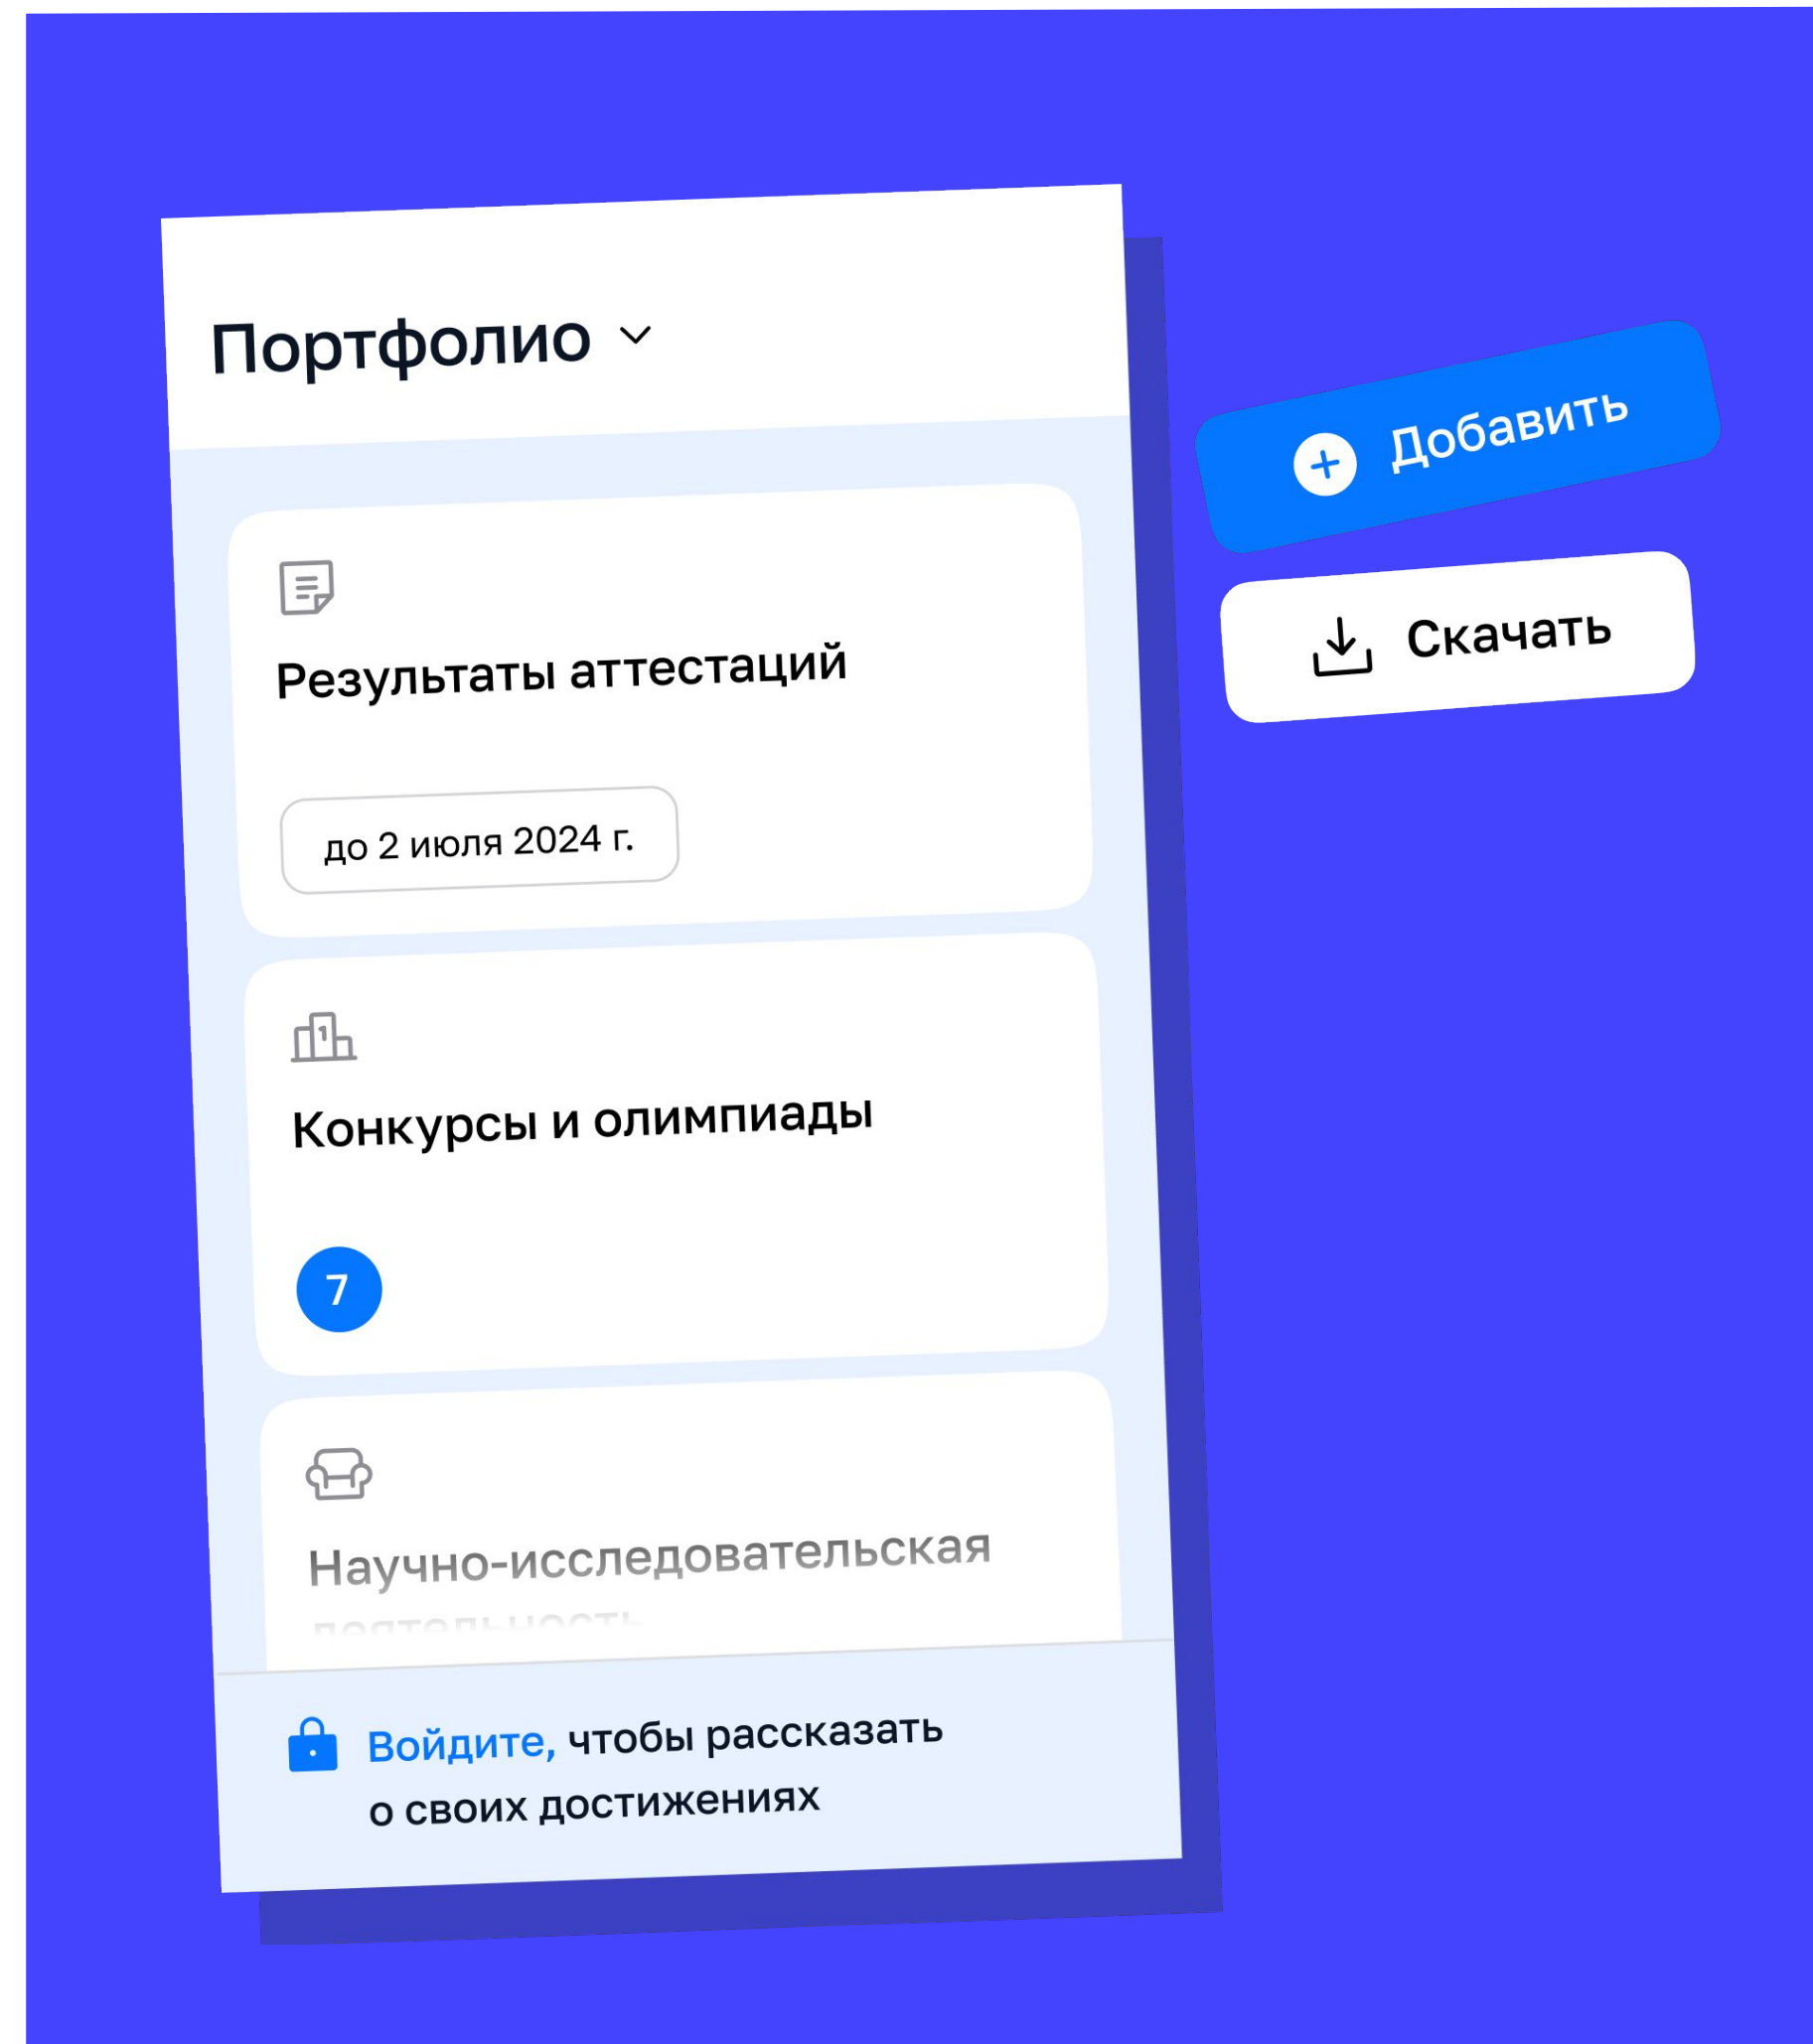 Портфолио
Добавить
Скачать
Результаты аттестаций
до 2 июля 2024 г.
Конкурсы и олимпиады
7
Научно-исследовательская
деятельность
Войдите, чтобы рассказать
о своих достижениях